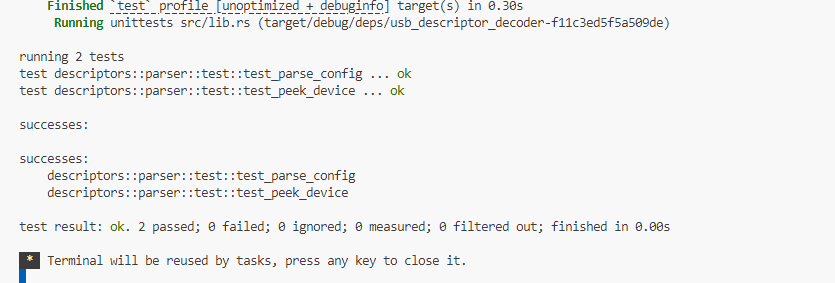 Finished `test` profile [unoptimized + debuginfo] target(s) in 0.30s
Running unittests src/lib.rs (target/debug/deps/usb_descriptor_decoder-f11c3ed5f5a509de)
running 2 tests
test descriptors::parser::test::test_parse_config ... ok
test descriptors::parser::test::test_peek_device ... ok
successes:
successes:
descriptors::parser::test::test_parse_config
descriptors::parser::test::test_peek_device
test result: ok. 2 passed; 0 failed; 0 ignored; 0 measured; 0 filtered out; finished in 0.00s
* Terminal will be reused by tasks, press any key to close it.